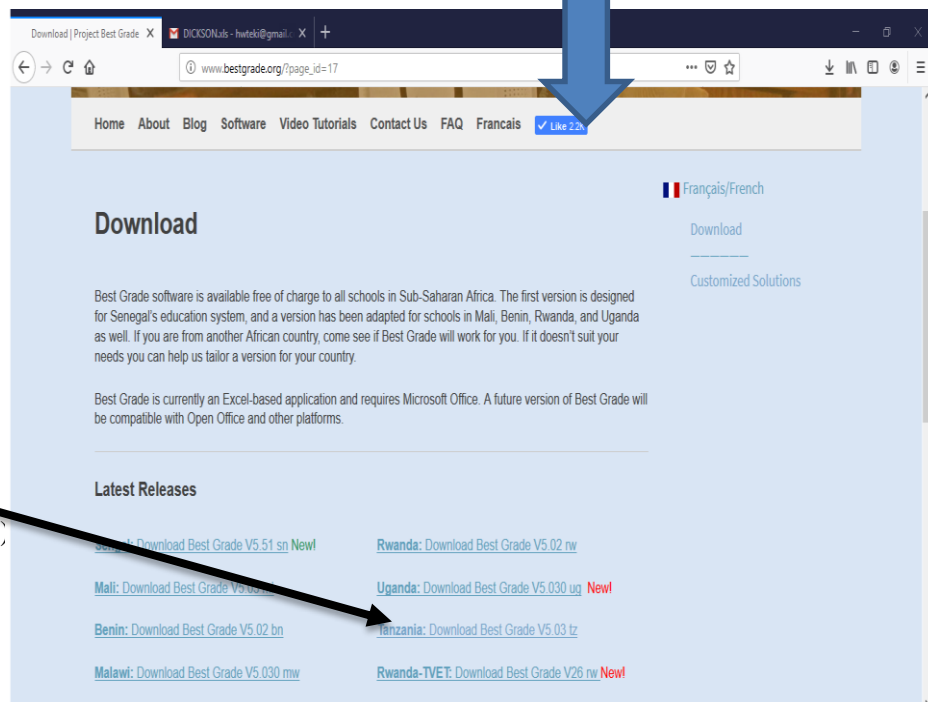 Download | Project Best Grade X DICKSON.xls - hwteki@gmail.c X +
www.bestgrade.org/?page_id=17
Home About Blog Software Video Tutorials Contact Us FAQ Francais Like 2.2K
Français/French
Download
Download
——————
Customized Solutions
Best Grade software is available free of charge to all schools in Sub-Saharan Africa. The first version is designed
for Senegal's education system, and a version has been adapted for schools in Mali, Benin, Rwanda, and Uganda
as well. If you are from another African country, come see if Best Grade will work for you. If it doesn't suit your
needs you can help us tailor a version for your country.
Best Grade is currently an Excel-based application and requires Microsoft Office. A future version of Best Grade will
be compatible with Open Office and other platforms.
Latest Releases
Senegal: Download Best Grade V5.51 sn New!
Rwanda: Download Best Grade V5.02 rw
Mali: Download Best Grade
Uganda: Download Best Grade V5.030 ug New!
Benin: Download Best Grade V5.02 bn
Tanzania: Download Best Grade V5.03 tz
Malawi: Download Best Grade V5.030 mw
Rwanda-TVET: Download Best Grade V26 rw New!